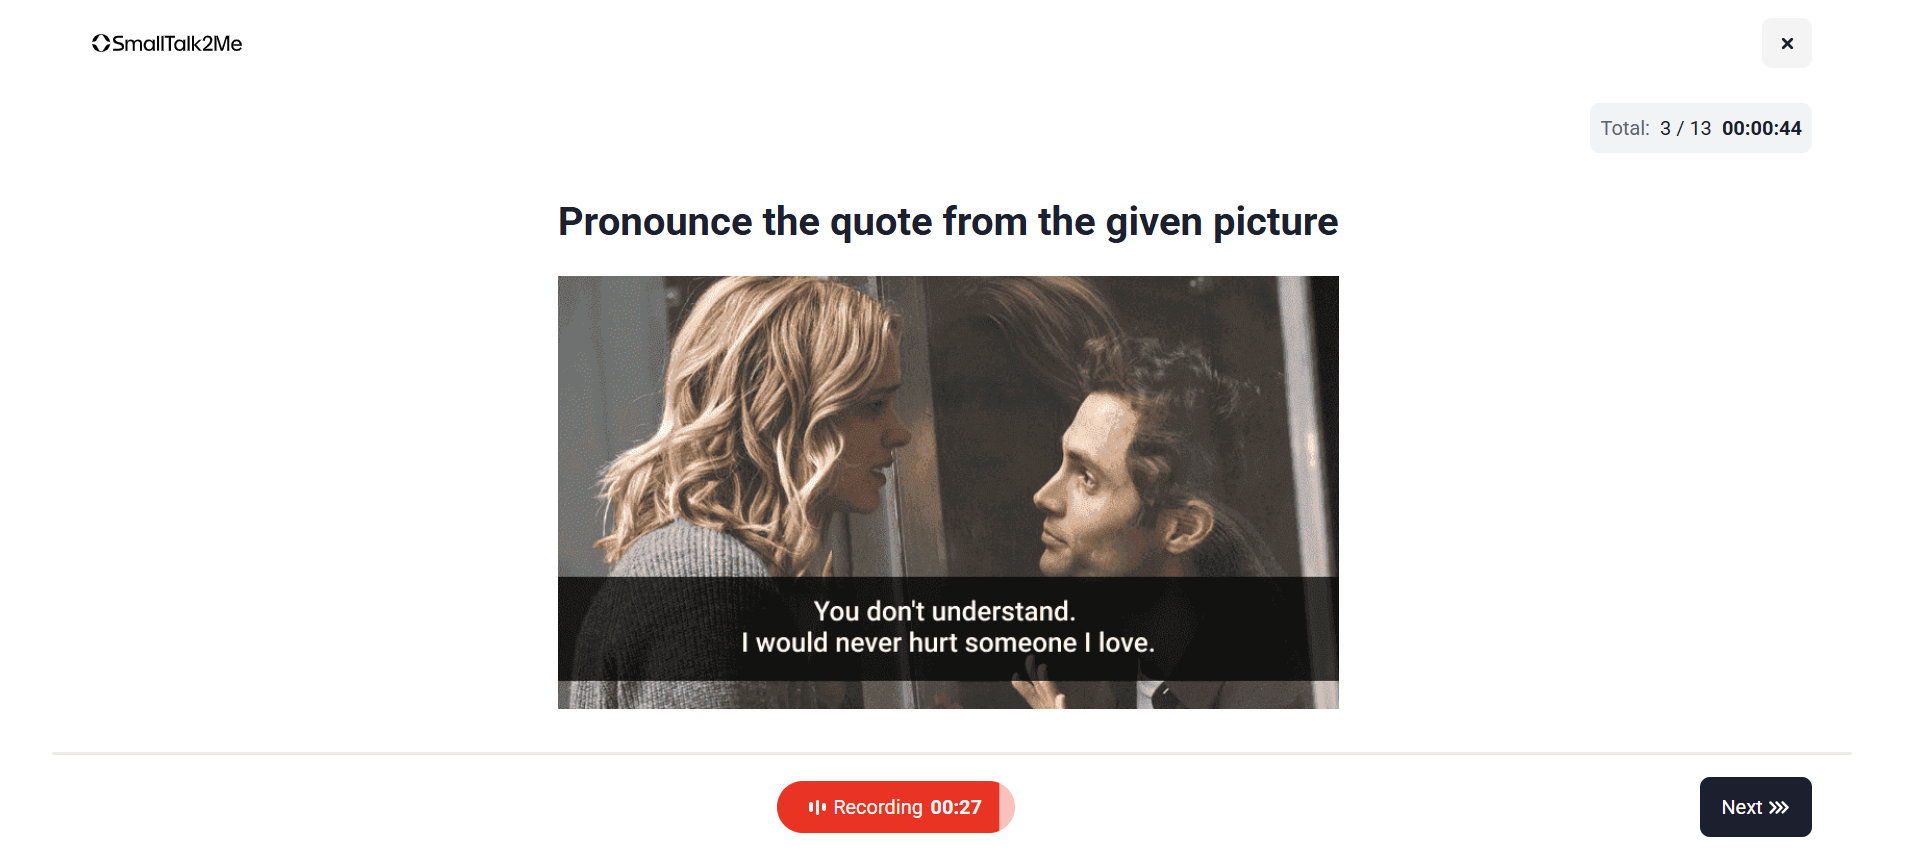 SmallTalk2Me
Total: 3 / 13 00:00:44
Pronounce the quote from the given picture
You don't understand.
I would never hurt someone I love.
Recording 00:27
Next